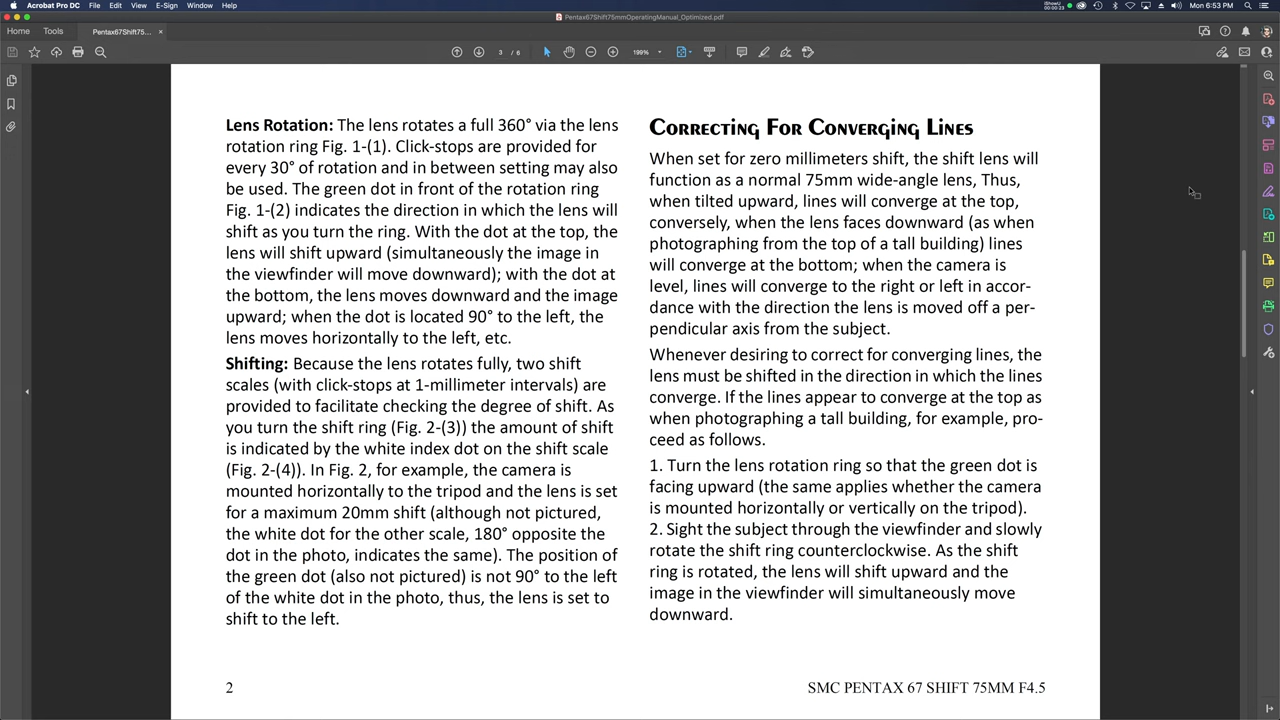 Acrobat Pro DC File Edit View E-Sign Window Help
Mon 6:53 PM
Pentax67Shift75mmOperatingManual_Optimized.pdf
Home Tools Pentax67Shift75... ×
3 / 6 199%
Lens Rotation: The lens rotates a full 360° via the lens
rotation ring Fig. 1-(1). Click-stops are provided for
every 30° of rotation and in between setting may also
be used. The green dot in front of the rotation ring
Fig. 1-(2) indicates the direction in which the lens will
shift as you turn the ring. With the dot at the top, the
lens will shift upward (simultaneously the image in
the viewfinder will move downward); with the dot at
the bottom, the lens moves downward and the image
upward; when the dot is located 90° to the left, the
lens moves horizontally to the left, etc.
Shifting: Because the lens rotates fully, two shift
scales (with click-stops at 1-millimeter intervals) are
provided to facilitate checking the degree of shift. As
you turn the shift ring (Fig. 2-(3)) the amount of shift
is indicated by the white index dot on the shift scale
(Fig. 2-(4)). In Fig. 2, for example, the camera is
mounted horizontally to the tripod and the lens is set
for a maximum 20mm shift (although not pictured,
the white dot for the other scale, 180° opposite the
dot in the photo, indicates the same). The position of
the green dot (also not pictured) is not 90° to the left
of the white dot in the photo, thus, the lens is set to
shift to the left.
Correcting For Converging Lines
When set for zero millimeters shift, the shift lens will
function as a normal 75mm wide-angle lens, Thus,
when tilted upward, lines will converge at the top,
conversely, when the lens faces downward (as when
photographing from the top of a tall building) lines
will converge at the bottom; when the camera is
level, lines will converge to the right or left in accor-
dance with the direction the lens is moved off a per-
pendicular axis from the subject.
Whenever desiring to correct for converging lines, the
lens must be shifted in the direction in which the lines
converge. If the lines appear to converge at the top as
when photographing a tall building, for example, pro-
ceed as follows.
1. Turn the lens rotation ring so that the green dot is
facing upward (the same applies whether the camera
is mounted horizontally or vertically on the tripod).
2. Sight the subject through the viewfinder and slowly
rotate the shift ring counterclockwise. As the shift
ring is rotated, the lens will shift upward and the
image in the viewfinder will simultaneously move
downward.
2
SMC PENTAX 67 SHIFT 75MM F4.5